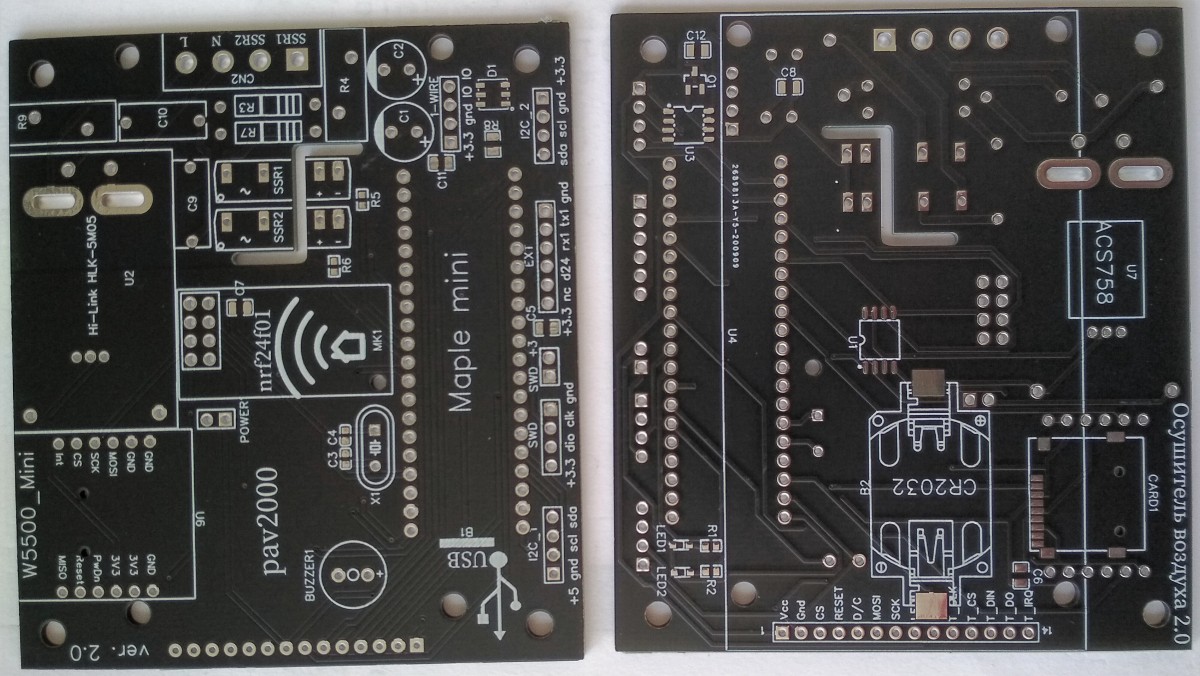 Осушитель воздуха 2.0
14
1
T_IRQ
T_DO
T_DIN
T_CS
SCK
MOSI
D/C
RESET
CS
Gnd
Vcc
C6
CARD1
CR2032
B2
R2
LED2
R1
LED1
U1
U4
U7
ACS758
2689813A-Y5-200909
U3
Q1
C8
C12
ver. 2.0
USB
B1
BUZZER1
pav2000
+5 gnd scl sda
I2C_1
GND
3V3
3V3
PwDn
Reset
MISO
U6
W5500_Mini
GND
GND
MOSI
SCK
CS
Int
X1
C3
C4
+3.3 dio clk gnd
SWD
SWD
+3
C5
POWER
Maple mini
MK1
nrf24f01
C7
U2
Hi-Link HLK-5M05
+3.3 nc d24 rx1 tx1 gnd
EX1
R6
R5
SSR2
SSR1
C9
C11
sda scl gnd +3.3
I2C_2
R8
D1
+3.3 gnd IO IO
1-WIRE
C1
C2
R4
R7
R3
C10
R9
CN2
SSR1 SSR2 N L